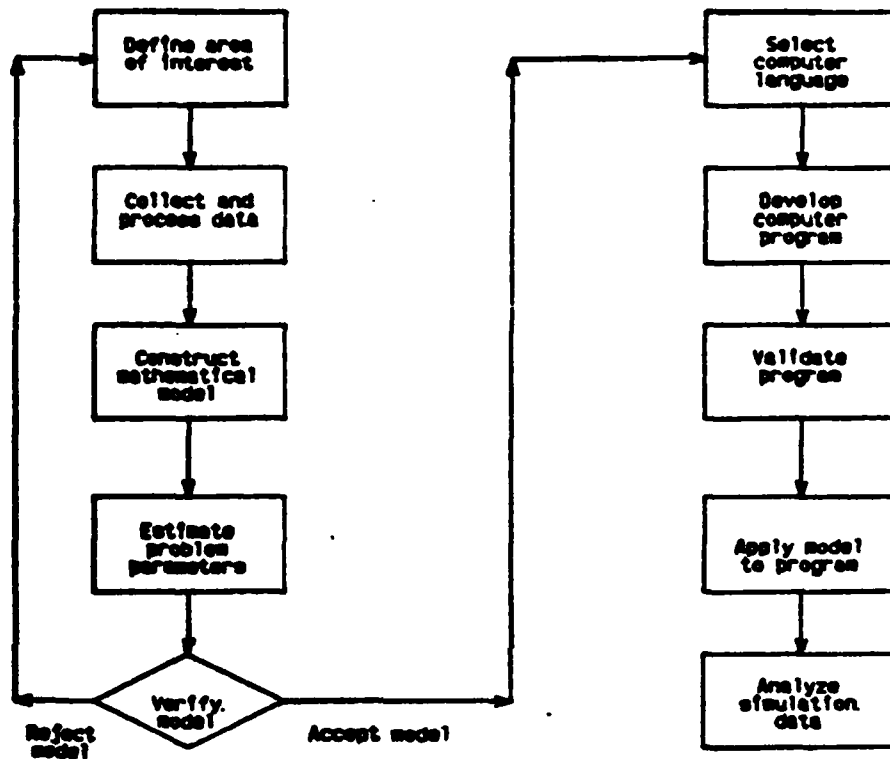 Define area
of interest
Collect and
process data
Construct
mathematical
model
Estimate
problem
parameters
Verify.
model
Reject
model
Accept model
Select
computer
language
Develop
computer
program
Validate
program
Apply model
to program
Analyze
simulation
data